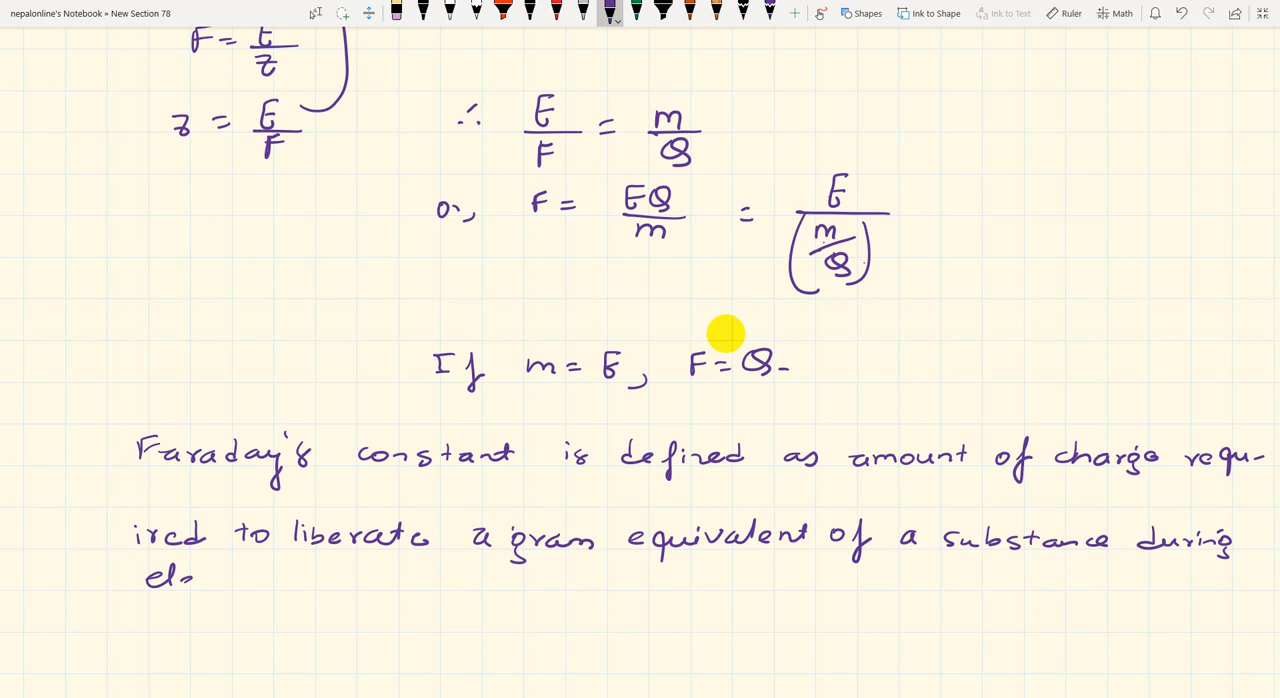 nepalonline's Notebook » New Section 78
Shapes Ink to Shape Ink to Text Ruler Math
F = E/z
z = E/F
∴ E/F = m/Q
or, F = EQ/m = E/(m/Q)
If m = E, F = Q.
Faraday's constant is defined as amount of charge requ-
ired to liberate a gram equivalent of a substance during
ele